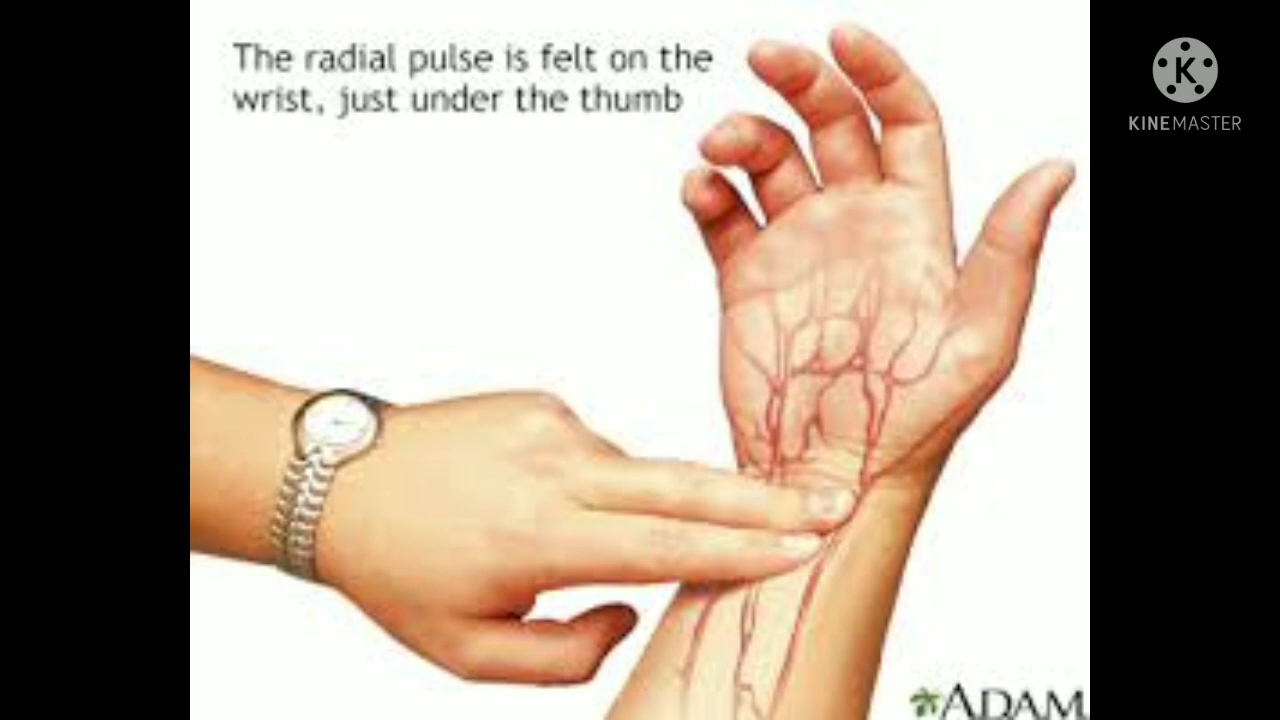 The radial pulse is felt on the
wrist, just under the thumb
K
KINEMASTER
ADAM